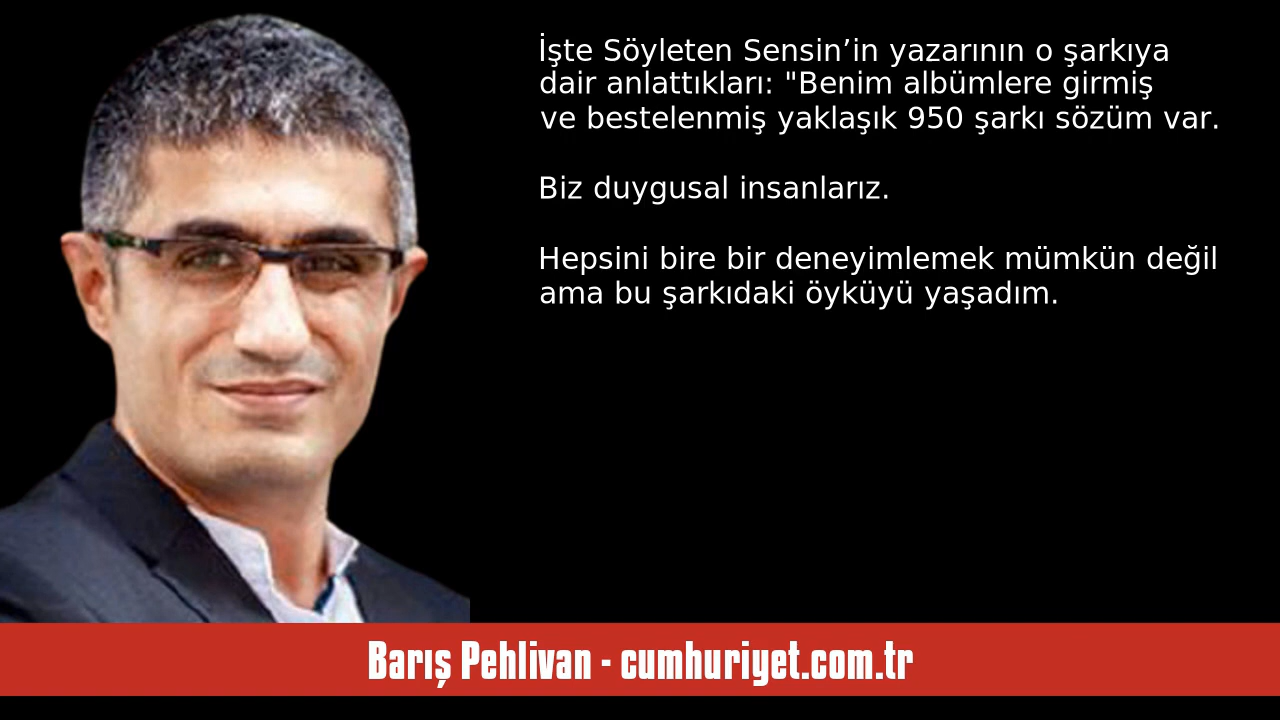 İşte Söyleten Sensin’in yazarının o şarkıya
dair anlattıkları: "Benim albümlere girmiş
ve bestelenmiş yaklaşık 950 şarkı sözüm var.
Biz duygusal insanlarız.
Hepsini bire bir deneyimlemek mümkün değil
ama bu şarkıdaki öyküyü yaşadım.
Barış Pehlivan - cumhuriyet.com.tr